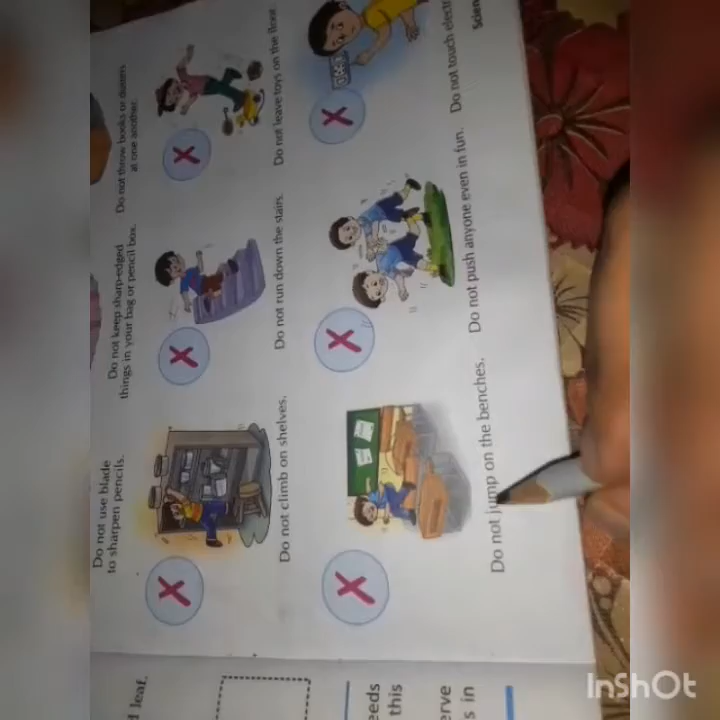 Do not use blade
to sharpen pencils.
Do not keep sharp-edged
things in your bag or pencil box.
Do not throw books or dusters
at one another.
Do not climb on shelves.
Do not run down the stairs.
Do not leave toys on the floor.
Do not jump on the benches.
Do not push anyone even in fun.
Do not touch
leaf.
this
s in
InShOt